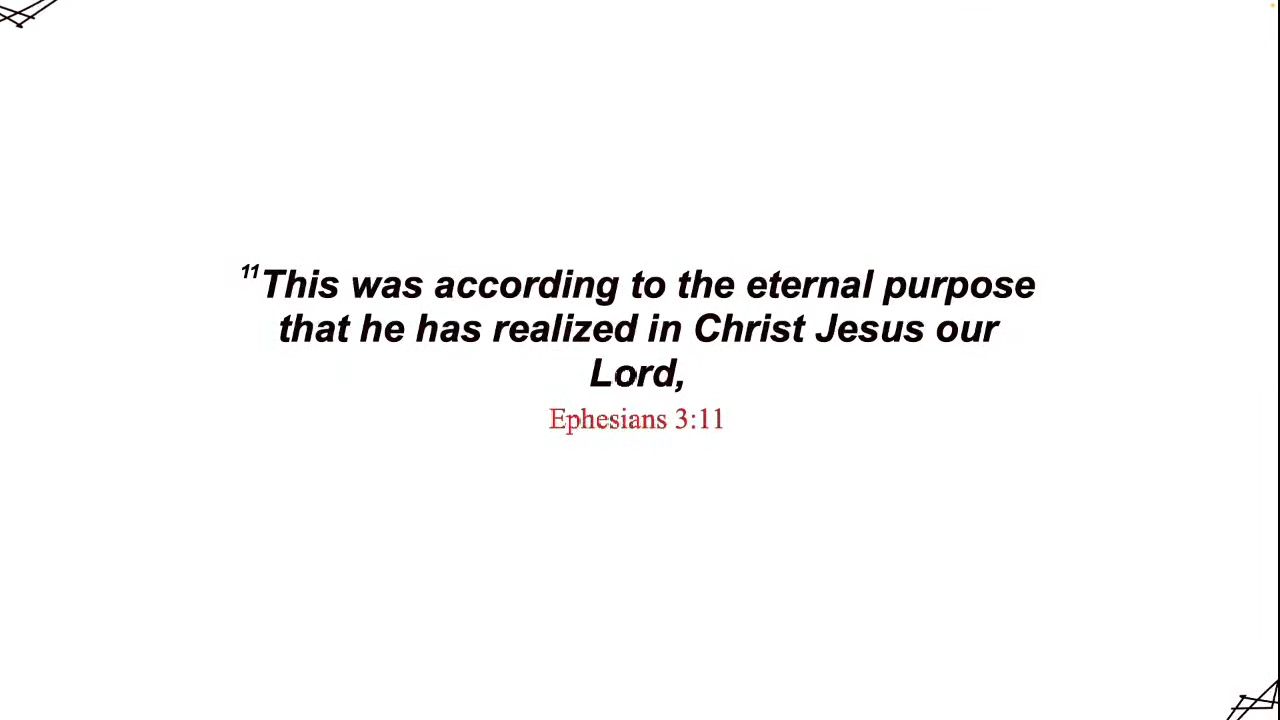 11This was according to the eternal purpose
that he has realized in Christ Jesus our
Lord,
Ephesians 3:11